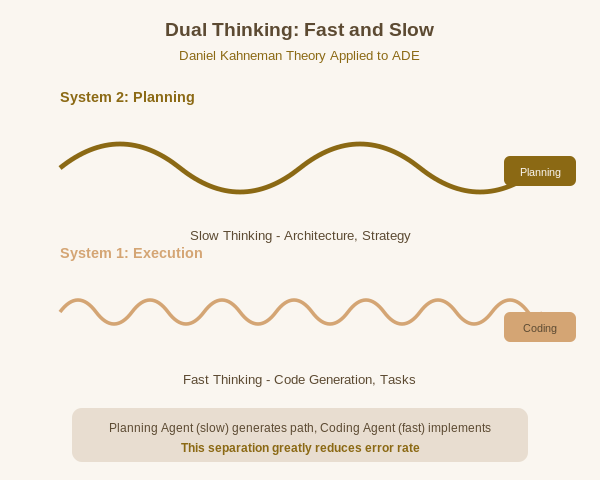 Dual Thinking: Fast and Slow
Daniel Kahneman Theory Applied to ADE
System 2: Planning
Planning
Slow Thinking - Architecture, Strategy
System 1: Execution
Coding
Fast Thinking - Code Generation, Tasks
Planning Agent (slow) generates path, Coding Agent (fast) implements
This separation greatly reduces error rate